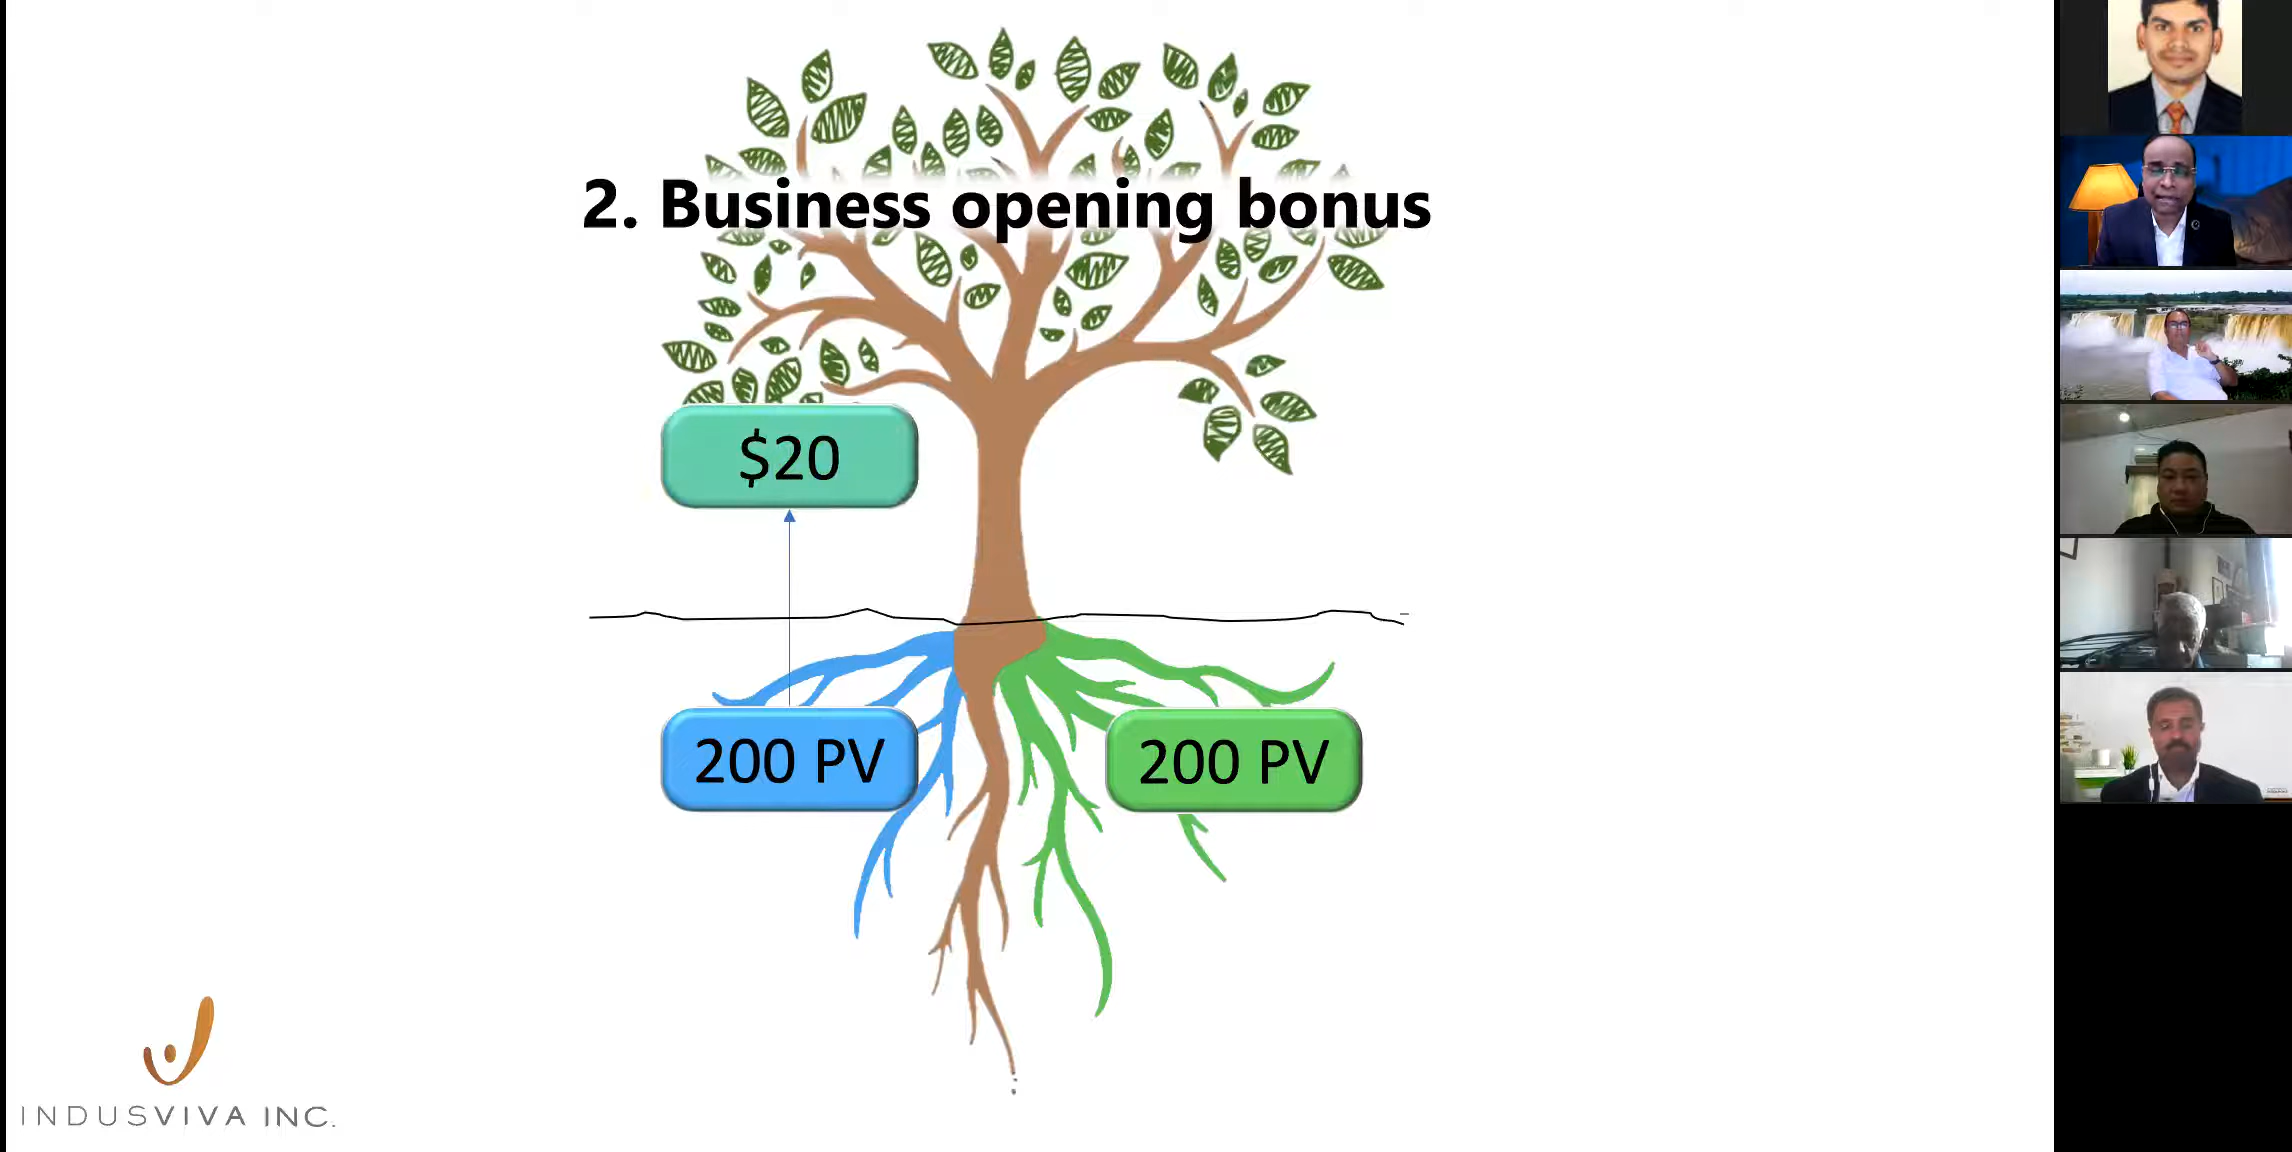 2. Business opening bonus
$20
200 PV
200 PV
INDUSVIVA INC.